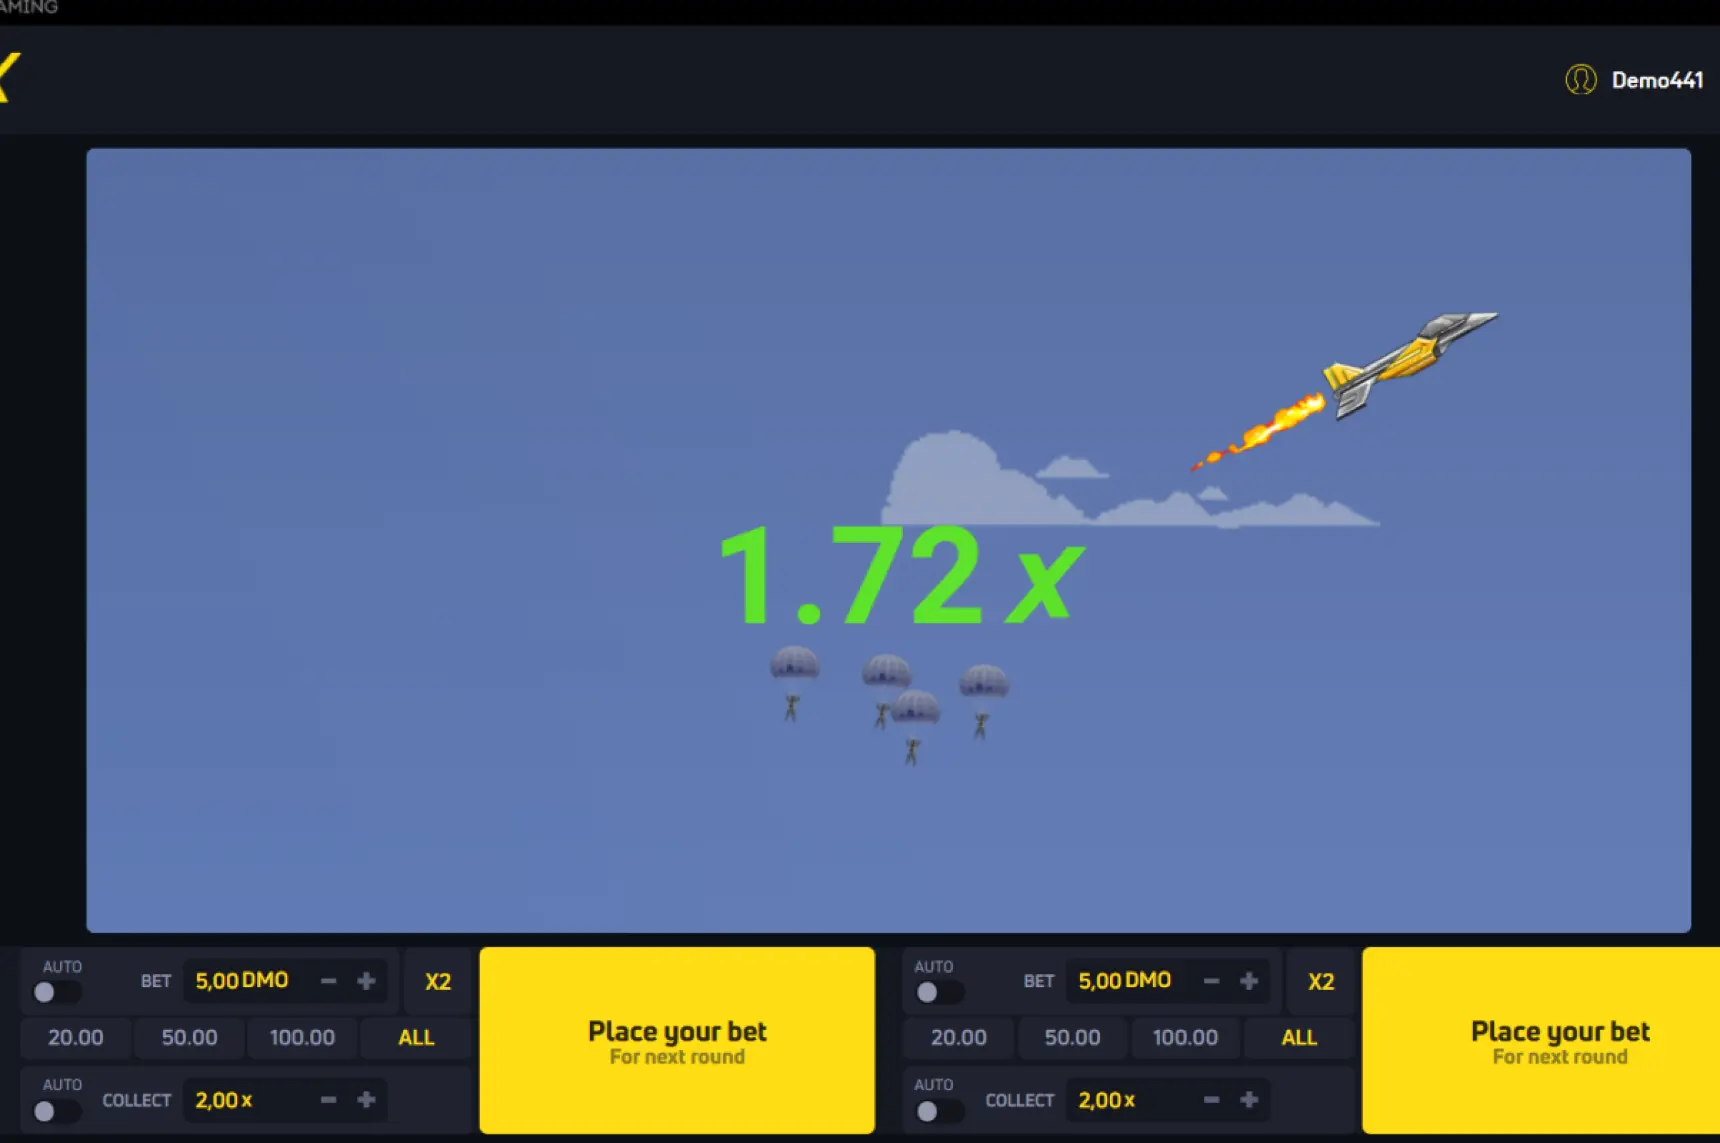 AMING
X
Demo441
1.72 x
AUTO
BET 5,00 DMO − + X2
20.00 50.00 100.00 ALL
AUTO
COLLECT 2,00 x − +
Place your bet
For next round
AUTO
BET 5,00 DMO − + X2
20.00 50.00 100.00 ALL
AUTO
COLLECT 2,00 x − +
Place your bet
For next round